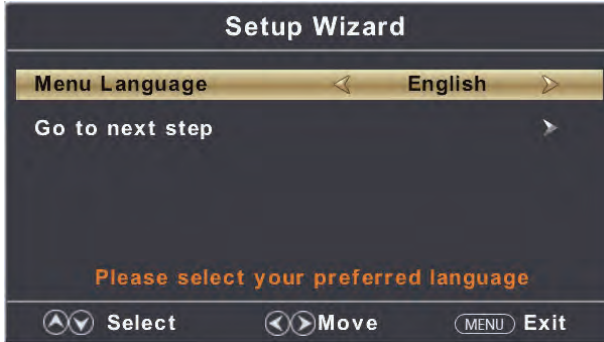 Setup Wizard
Menu Language English
Go to next step
Please select your preferred language
Select Move MENU Exit